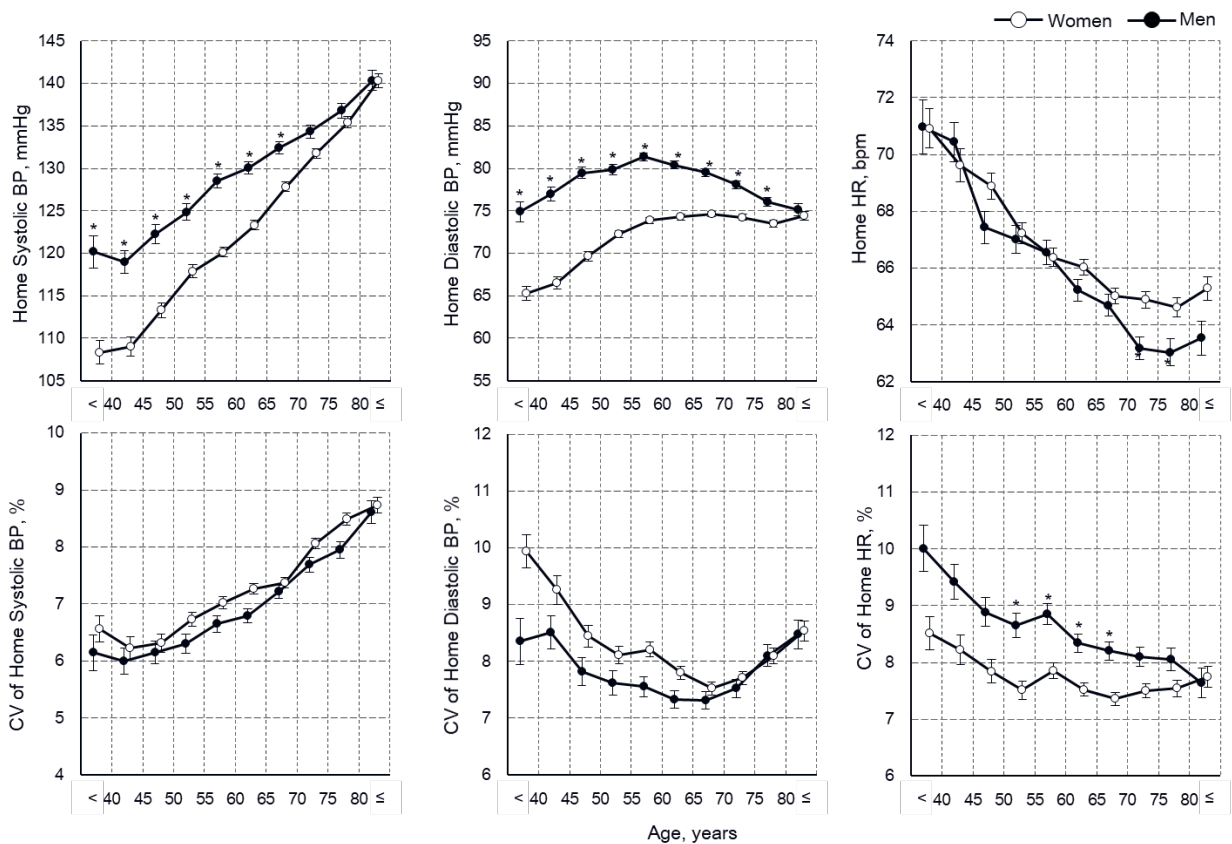 Women Men
Home Systolic BP, mmHg
145
140
135
130
125
120
115
110
105
< 40 45 50 55 60 65 70 75 80 ≤
* * * * * * *
Home Diastolic BP, mmHg
95
90
85
80
75
70
65
60
55
< 40 45 50 55 60 65 70 75 80 ≤
* * * * * * * * *
Home HR, bpm
74
72
70
68
66
64
62
< 40 45 50 55 60 65 70 75 80 ≤
* *
CV of Home Systolic BP, %
10
9
8
7
6
5
4
< 40 45 50 55 60 65 70 75 80 ≤
CV of Home Diastolic BP, %
12
11
10
9
8
7
6
< 40 45 50 55 60 65 70 75 80 ≤
CV of Home HR, %
12
11
10
9
8
7
6
< 40 45 50 55 60 65 70 75 80 ≤
* * * *
Age, years